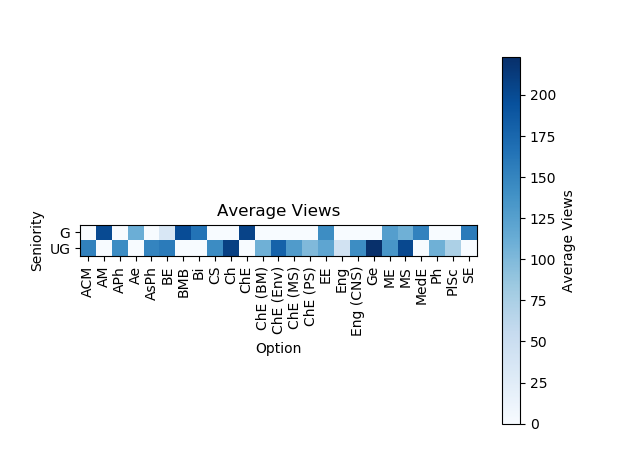 Average Views
Seniority
G
UG
ACM
AM
APh
Ae
AsPh
BE
BMB
Bi
CS
Ch
ChE
ChE (BM)
ChE (Env)
ChE (MS)
ChE (PS)
EE
Eng
Eng (CNS)
Ge
ME
MS
MedE
Ph
PlSc
SE
Option
200
175
150
125
100
75
50
25
0
Average Views